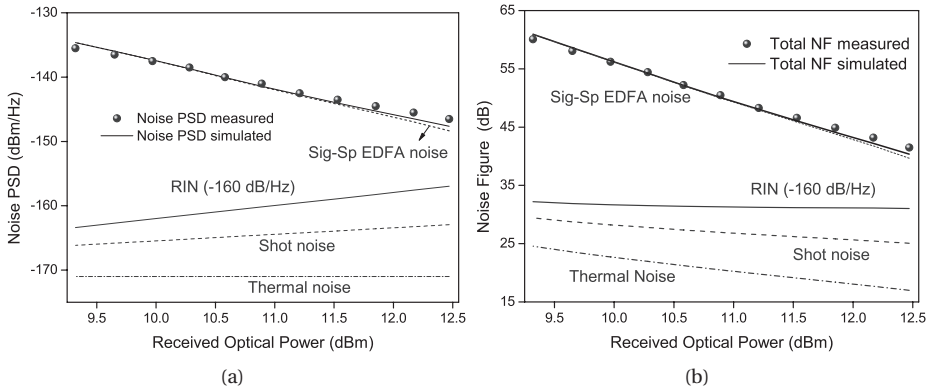 -130
-140
-150
-160
-170
Noise PSD (dBm/Hz)
Noise PSD measured
Noise PSD simulated
Sig-Sp EDFA noise
RIN (-160 dB/Hz)
Shot noise
Thermal noise
9.5 10.0 10.5 11.0 11.5 12.0 12.5
Received Optical Power (dBm)
(a)
65
55
45
35
25
15
Noise Figure (dB)
Total NF measured
Total NF simulated
Sig-Sp EDFA noise
RIN (-160 dB/Hz)
Shot noise
Thermal Noise
9.5 10.0 10.5 11.0 11.5 12.0 12.5
Received Optical Power (dBm)
(b)